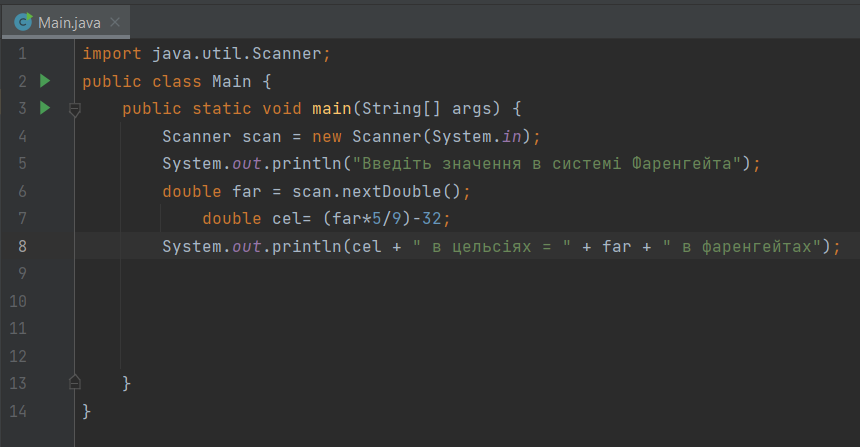 Main.java
1 import java.util.Scanner;
2 public class Main {
3 public static void main(String[] args) {
4 Scanner scan = new Scanner(System.in);
5 System.out.println("Введіть значення в системі Фаренгейта");
6 double far = scan.nextDouble();
7 double cel= (far*5/9)-32;
8 System.out.println(cel + " в цельсіях = " + far + " в фаренгейтах");
9
10
11
12
13 }
14 }